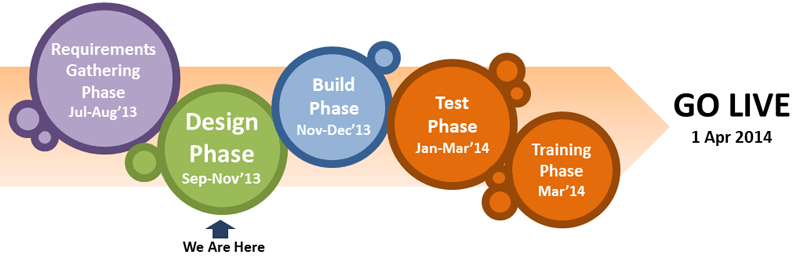 Requirements
Gathering
Phase
Jul-Aug’13
Design
Phase
Sep-Nov’13
Build
Phase
Nov-Dec’13
Test
Phase
Jan-Mar’14
Training
Phase
Mar’14
GO LIVE
1 Apr 2014
We Are Here